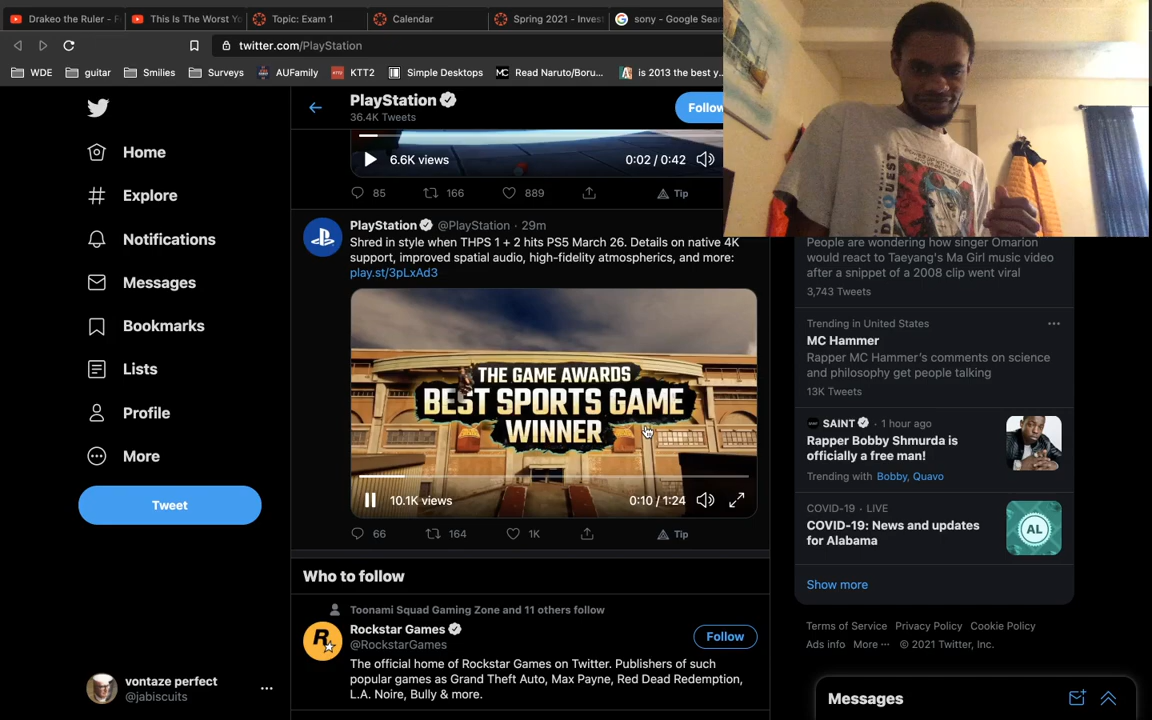 Drakeo the Ruler - F
This Is The Worst Yo
Topic: Exam 1
Calendar
Spring 2021 - Invest
sony - Google Sear
twitter.com/PlayStation
WDE
guitar
Smilies
Surveys
AUFamily
KTT2
Simple Desktops
Read Naruto/Boru...
is 2013 the best y...
Home
Explore
Notifications
Messages
Bookmarks
Lists
Profile
More
Tweet
vontaze perfect
@jabiscuits
PlayStation
36.4K Tweets
Follow
6.6K views
0:02 / 0:42
85
166
889
Tip
PlayStation @PlayStation · 29m
Shred in style when THPS 1 + 2 hits PS5 March 26. Details on native 4K
support, improved spatial audio, high-fidelity atmospherics, and more:
play.st/3pLxAd3
THE GAME AWARDS
BEST SPORTS GAME
WINNER
10.1K views
0:10 / 1:24
66
164
1K
Tip
Who to follow
Toonami Squad Gaming Zone and 11 others follow
Rockstar Games
@RockstarGames
Follow
The official home of Rockstar Games on Twitter. Publishers of such
popular games as Grand Theft Auto, Max Payne, Red Dead Redemption,
L.A. Noire, Bully & more.
People are wondering how singer Omarion
would react to Taeyang's Ma Girl music video
after a snippet of a 2008 clip went viral
3,743 Tweets
Trending in United States
MC Hammer
Rapper MC Hammer's comments on science
and philosophy get people talking
13K Tweets
SAINT · 1 hour ago
Rapper Bobby Shmurda is
officially a free man!
Trending with Bobby, Quavo
COVID-19 · LIVE
COVID-19: News and updates
for Alabama
AL
Show more
Terms of Service Privacy Policy Cookie Policy
Ads info More ··· © 2021 Twitter, Inc.
Messages